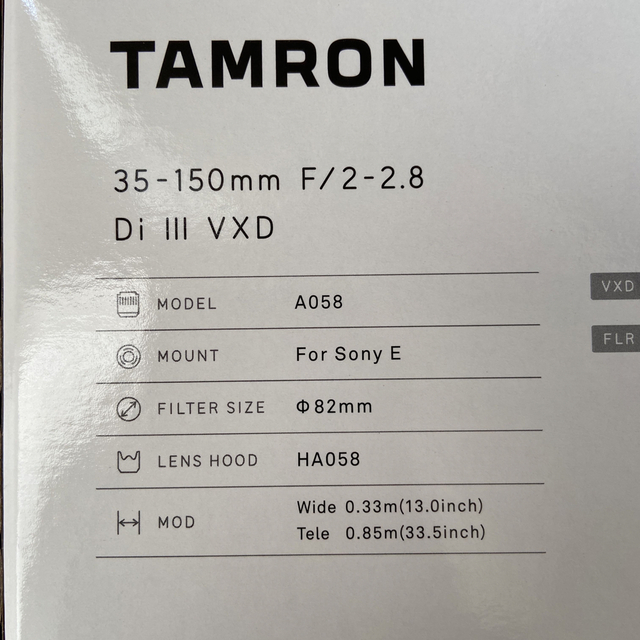 TAMRON
35-150mm F/2-2.8
Di III VXD
MODEL A058
MOUNT For Sony E
FILTER SIZE Φ82mm
LENS HOOD HA058
MOD Wide 0.33m(13.0inch)
Tele 0.85m(33.5inch)
VXD
FLR